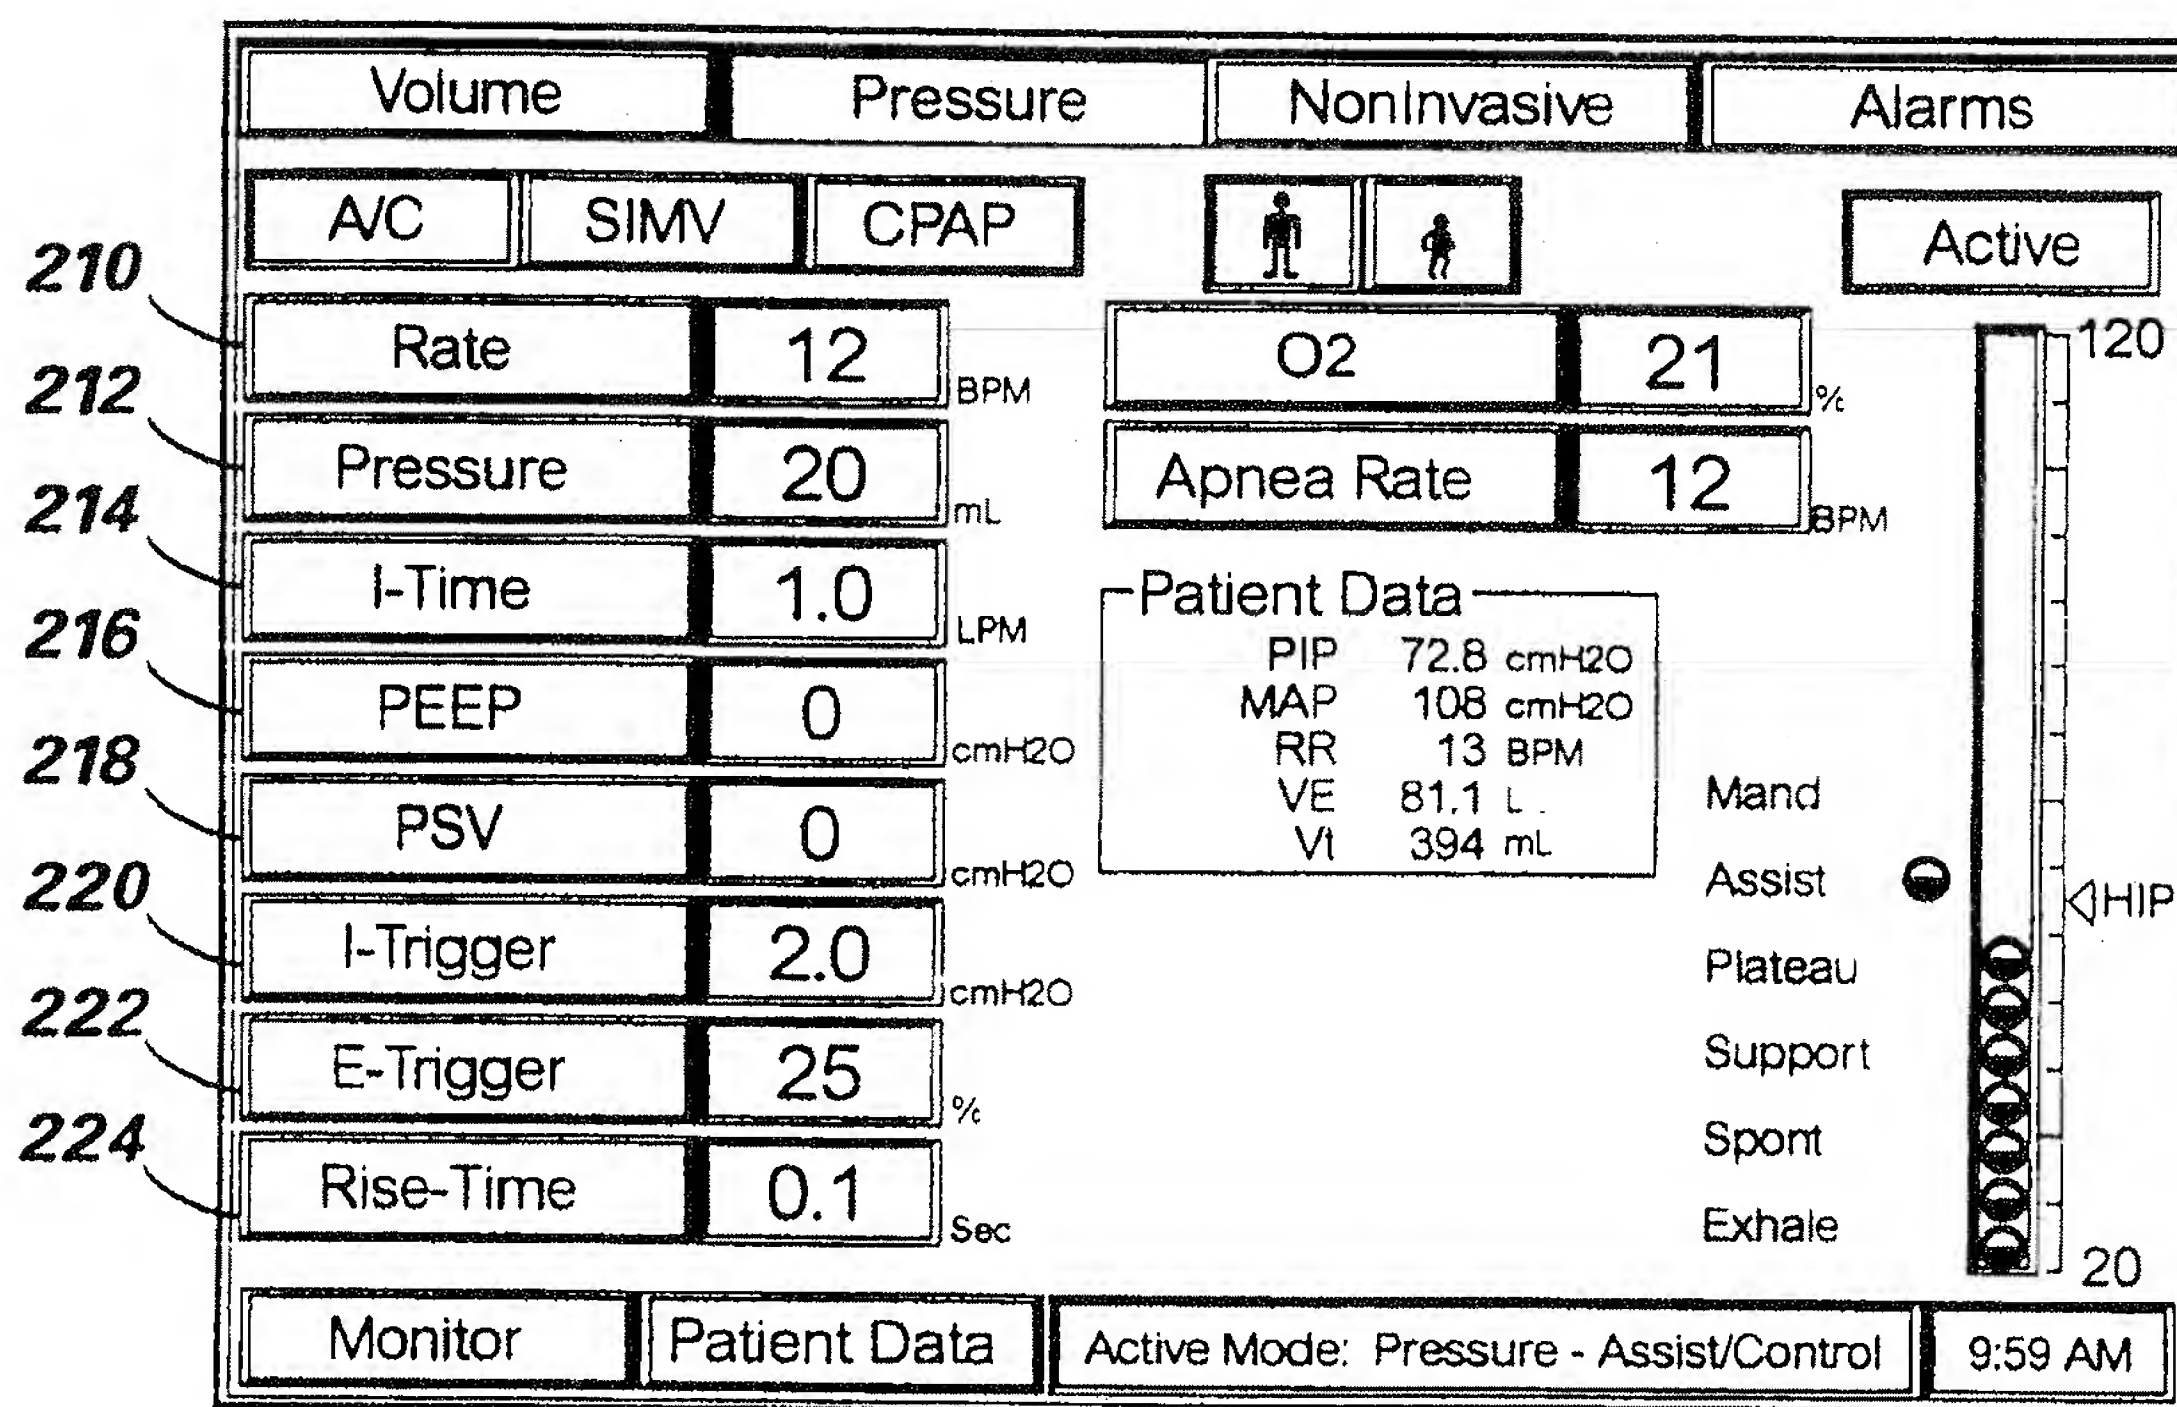 Volume Pressure NonInvasive Alarms
A/C SIMV CPAP Active
210 Rate 12 BPM O2 21 % 120
212 Pressure 20 mL Apnea Rate 12 BPM
214 I-Time 1.0 LPM
Patient Data
PIP 72.8 cmH2O
216 PEEP 0 cmH2O
MAP 108 cmH2O
RR 13 BPM
218 PSV 0 cmH2O
VE 81.1 L
Vt 394 mL
Mand
Assist HIP
220 I-Trigger 2.0 cmH2O
Plateau
222 E-Trigger 25 %
Support
Spont
224 Rise-Time 0.1 Sec
Exhale
20
Monitor Patient Data Active Mode: Pressure - Assist/Control 9:59 AM